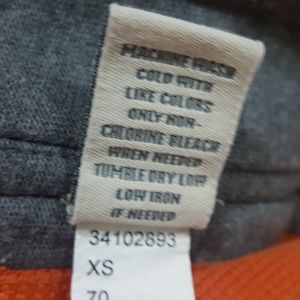 MACHINE WASH
COLD WITH
LIKE COLORS
ONLY NON-
CHLORINE BLEACH
WHEN NEEDED
TUMBLE DRY LOW
LOW IRON
IF NEEDED
34102893
XS
70